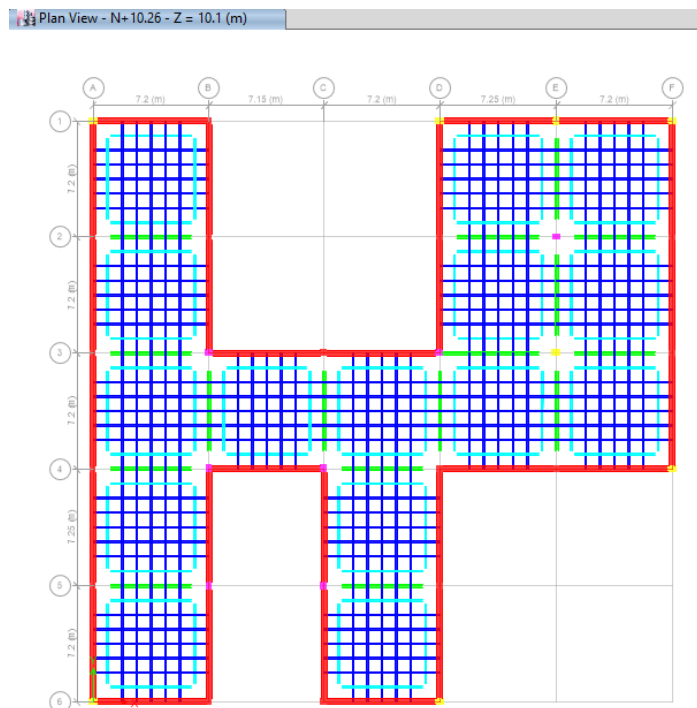 Plan View - N+10.26 - Z = 10.1 (m)
A B C D E F
7.2 (m) 7.15 (m) 7.2 (m) 7.25 (m) 7.2 (m)
1
7.2 (m)
2
7.2 (m)
3
7.2 (m)
4
7.25 (m)
5
7.2 (m)
6
X